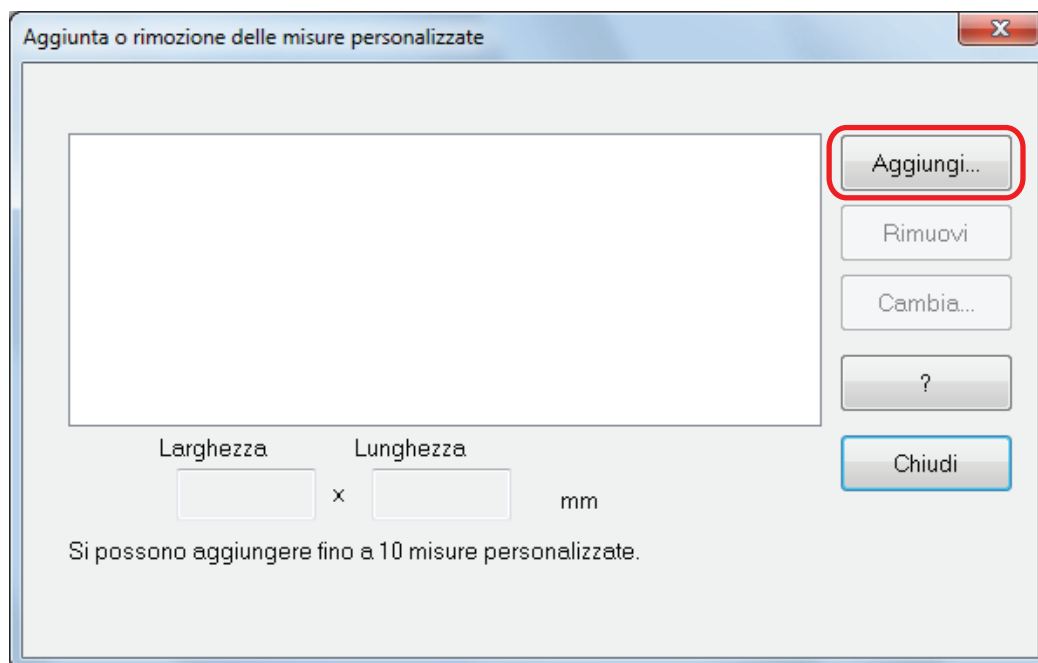 Aggiunta o rimozione delle misure personalizzate
x
Aggiungi...
Rimuovi
Cambia...
?
Chiudi
Larghezza Lunghezza
x mm
Si possono aggiungere fino a 10 misure personalizzate.